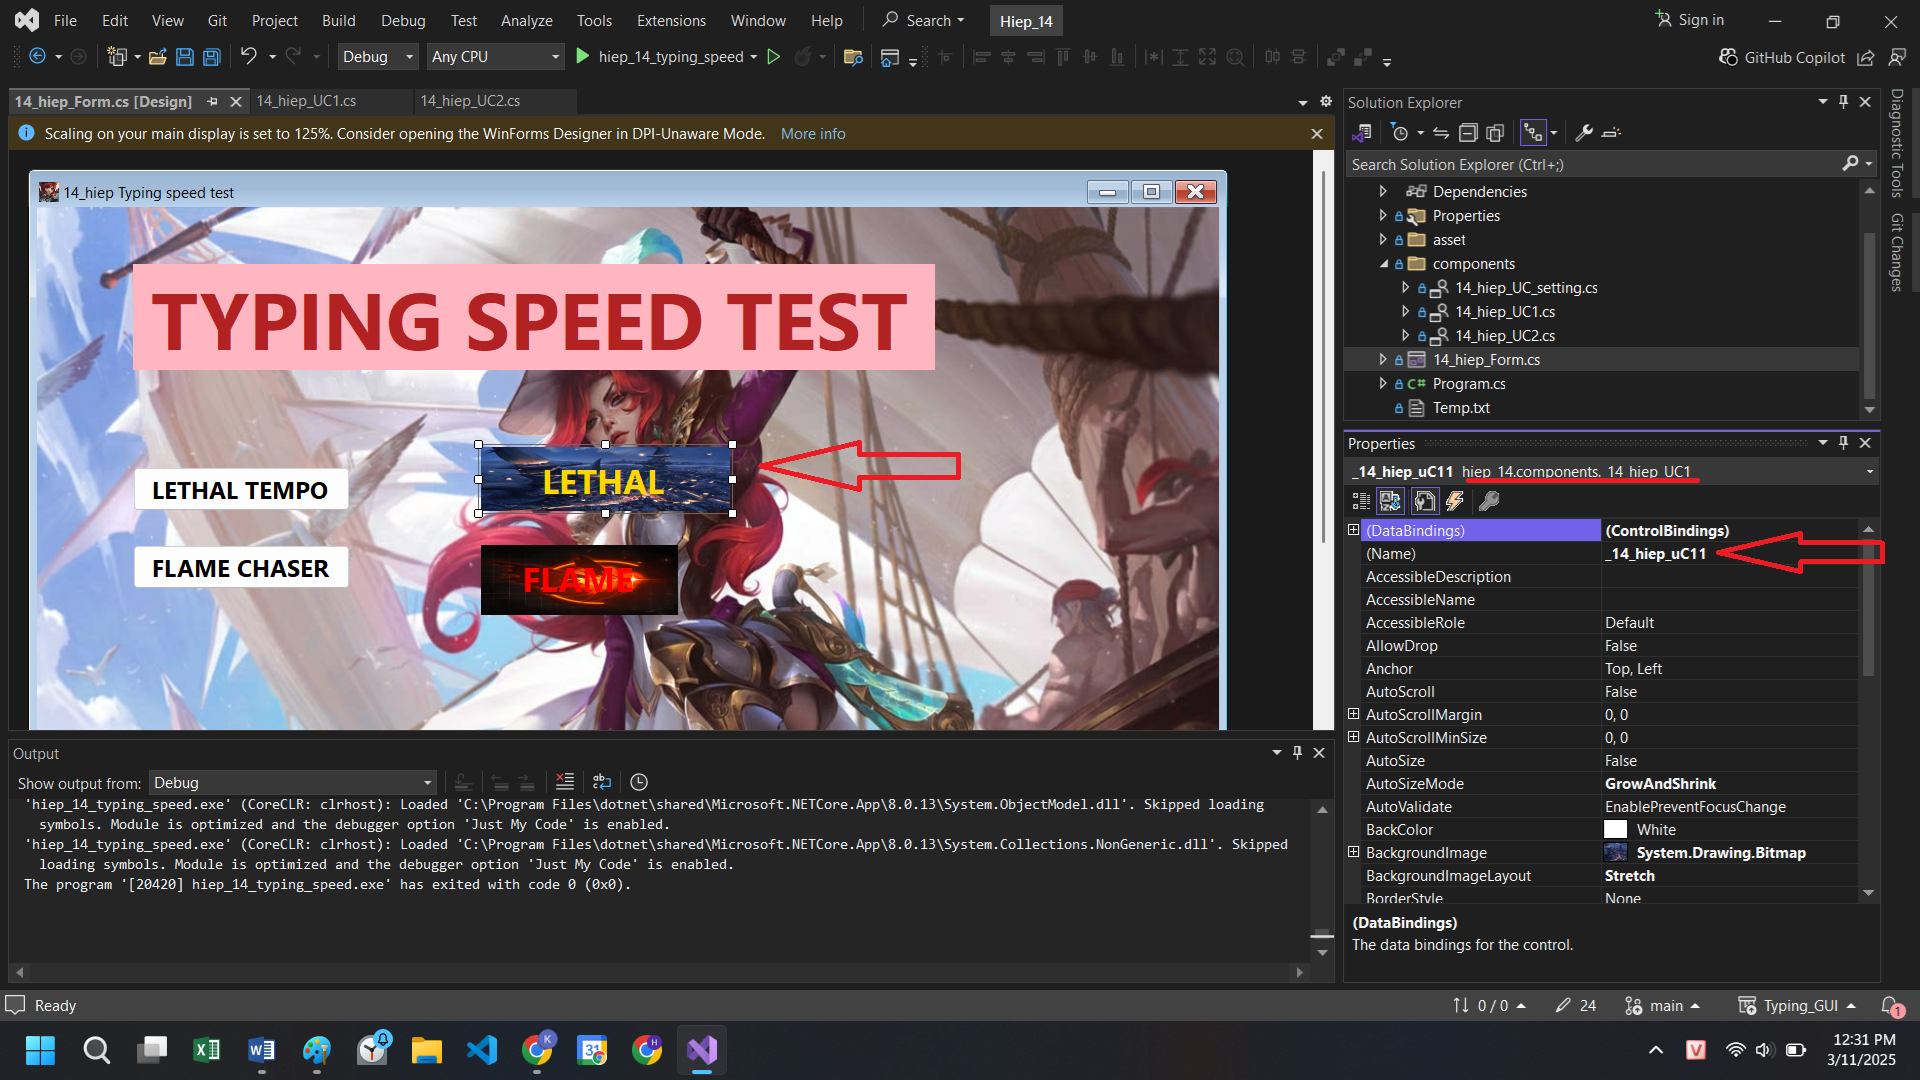 File Edit View Git Project Build Debug Test Analyze Tools Extensions Window Help Search Hiep_14 Sign in
Debug Any CPU hiep_14_typing_speed GitHub Copilot
14_hiep_Form.cs [Design] 14_hiep_UC1.cs 14_hiep_UC2.cs
Scaling on your main display is set to 125%. Consider opening the WinForms Designer in DPI-Unaware Mode. More info
14_hiep Typing speed test
TYPING SPEED TEST
LETHAL TEMPO
LETHAL
FLAME CHASER
FLAME
Output
Show output from: Debug
'hiep_14_typing_speed.exe' (CoreCLR: clrhost): Loaded 'C:\Program Files\dotnet\shared\Microsoft.NETCore.App\8.0.13\System.ObjectModel.dll'. Skipped loading
symbols. Module is optimized and the debugger option 'Just My Code' is enabled.
'hiep_14_typing_speed.exe' (CoreCLR: clrhost): Loaded 'C:\Program Files\dotnet\shared\Microsoft.NETCore.App\8.0.13\System.Collections.NonGeneric.dll'. Skipped
loading symbols. Module is optimized and the debugger option 'Just My Code' is enabled.
The program '[20420] hiep_14_typing_speed.exe' has exited with code 0 (0x0).
Solution Explorer
Search Solution Explorer (Ctrl+;)
Dependencies
Properties
asset
components
14_hiep_UC_setting.cs
14_hiep_UC1.cs
14_hiep_UC2.cs
14_hiep_Form.cs
C# Program.cs
Temp.txt
Properties
_14_hiep_uC11 hiep_14.components._14_hiep_UC1
(DataBindings) (ControlBindings)
(Name) _14_hiep_uC11
AccessibleDescription
AccessibleName
AccessibleRole Default
AllowDrop False
Anchor Top, Left
AutoScroll False
AutoScrollMargin 0, 0
AutoScrollMinSize 0, 0
AutoSize False
AutoSizeMode GrowAndShrink
AutoValidate EnablePreventFocusChange
BackColor White
BackgroundImage System.Drawing.Bitmap
BackgroundImageLayout Stretch
BorderStyle None
(DataBindings)
The data bindings for the control.
Diagnostic Tools
Git Changes
Ready 0 / 0 24 main Typing_GUI 1
K 31 H V
12:31 PM
3/11/2025